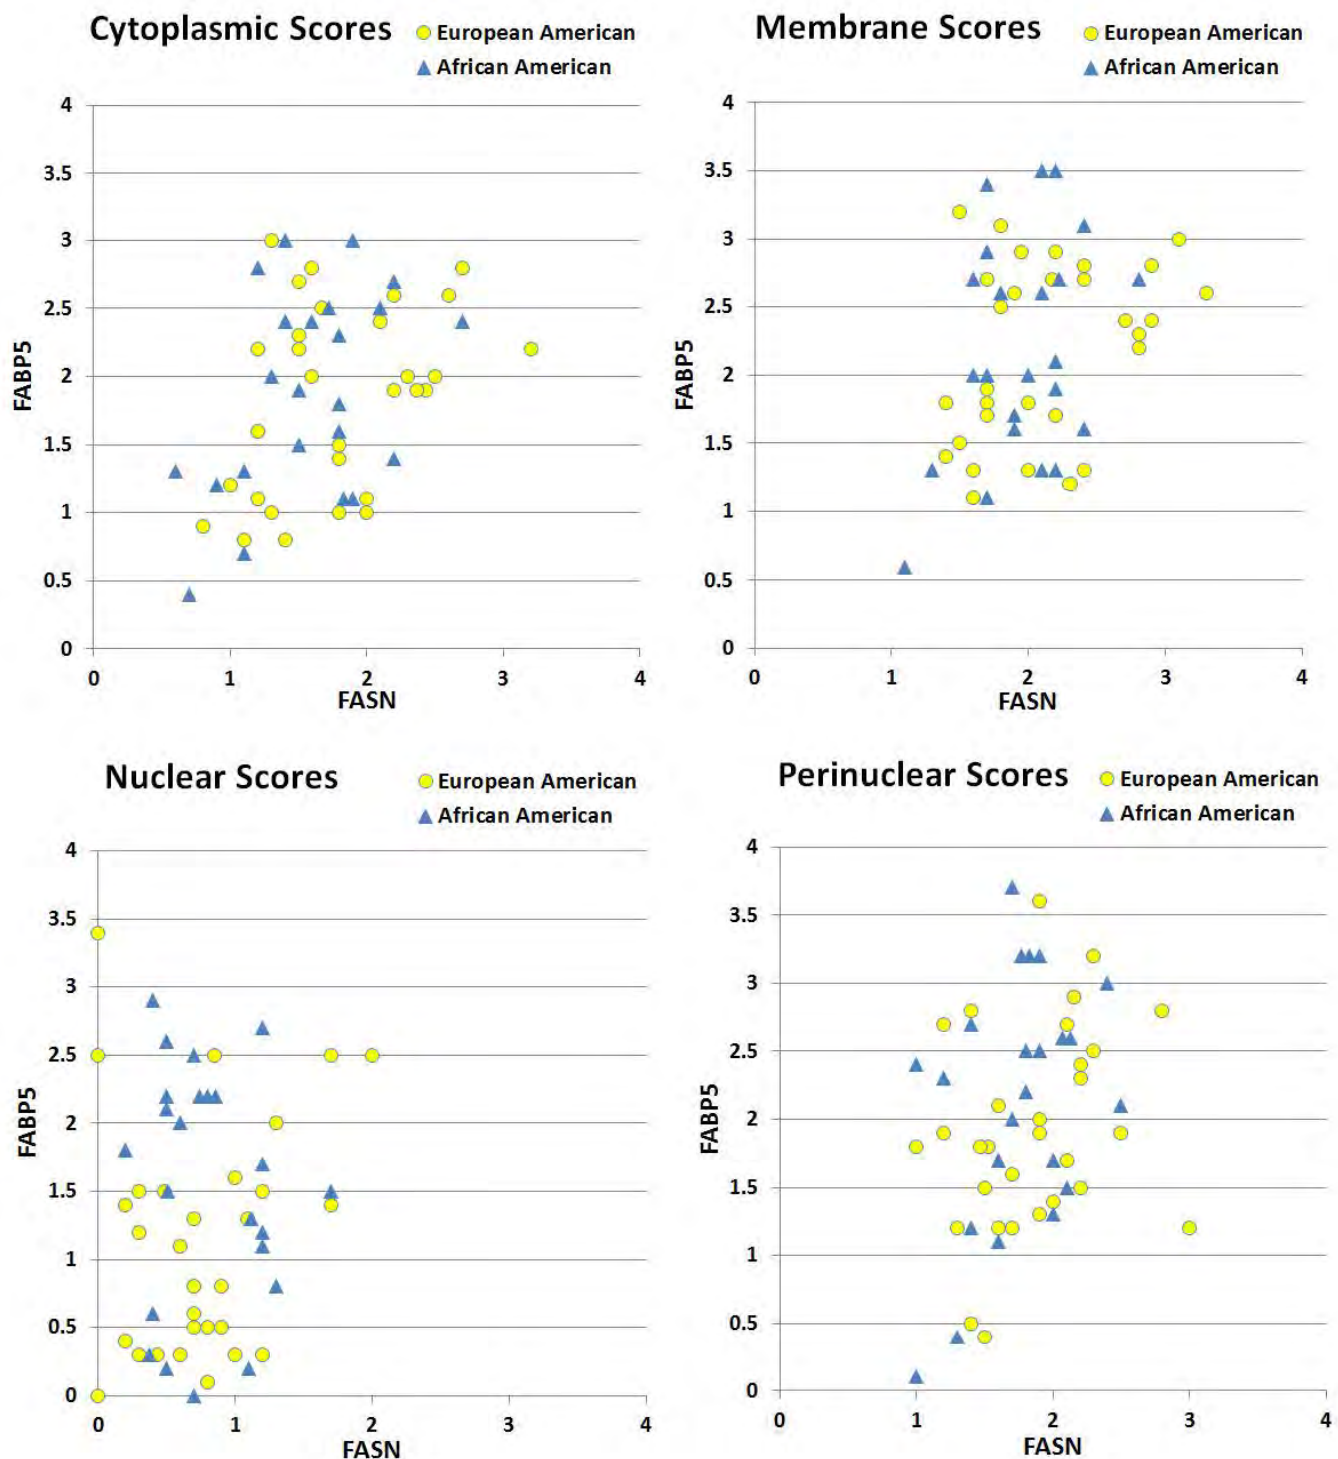 Cytoplasmic Scores
European American
African American
4
3.5
3
2.5
2
1.5
1
0.5
0
FABP5
0 1 2 3 4
FASN
Membrane Scores
European American
African American
4
3.5
3
2.5
2
1.5
1
0.5
0
FABP5
0 1 2 3 4
FASN
Nuclear Scores
European American
African American
4
3.5
3
2.5
2
1.5
1
0.5
0
FABP5
0 1 2 3 4
FASN
Perinuclear Scores
European American
African American
4
3.5
3
2.5
2
1.5
1
0.5
0
FABP5
0 1 2 3 4
FASN